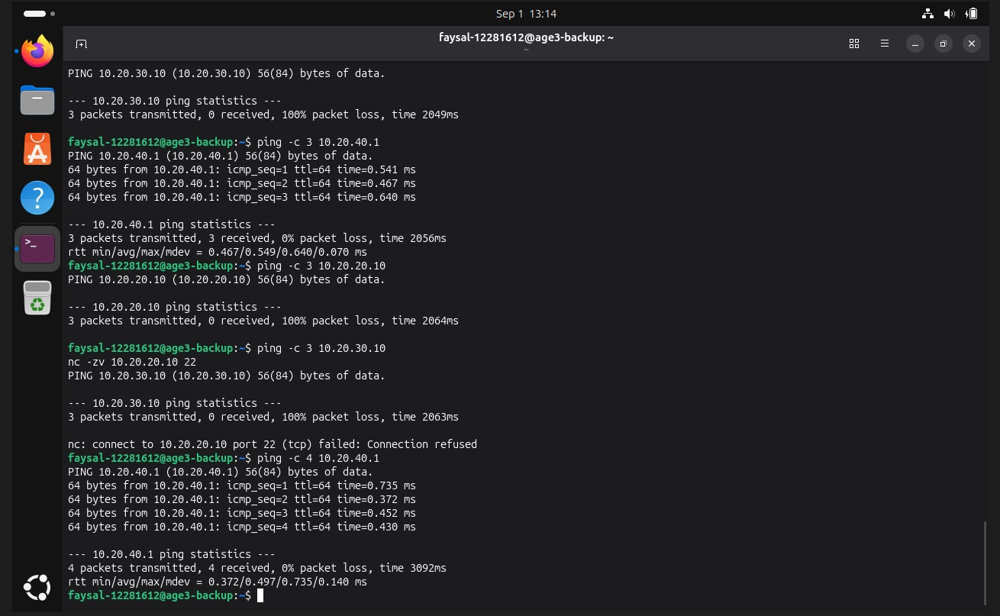 Sep 1 13:14
faysal-12281612@age3-backup: ~
~
PING 10.20.30.10 (10.20.30.10) 56(84) bytes of data.
--- 10.20.30.10 ping statistics ---
3 packets transmitted, 0 received, 100% packet loss, time 2049ms
faysal-12281612@age3-backup:~$ ping -c 3 10.20.40.1
PING 10.20.40.1 (10.20.40.1) 56(84) bytes of data.
64 bytes from 10.20.40.1: icmp_seq=1 ttl=64 time=0.541 ms
64 bytes from 10.20.40.1: icmp_seq=2 ttl=64 time=0.467 ms
64 bytes from 10.20.40.1: icmp_seq=3 ttl=64 time=0.640 ms
--- 10.20.40.1 ping statistics ---
3 packets transmitted, 3 received, 0% packet loss, time 2056ms
rtt min/avg/max/mdev = 0.467/0.549/0.640/0.070 ms
faysal-12281612@age3-backup:~$ ping -c 3 10.20.20.10
PING 10.20.20.10 (10.20.20.10) 56(84) bytes of data.
--- 10.20.20.10 ping statistics ---
3 packets transmitted, 0 received, 100% packet loss, time 2064ms
faysal-12281612@age3-backup:~$ ping -c 3 10.20.30.10
nc -zv 10.20.20.10 22
PING 10.20.30.10 (10.20.30.10) 56(84) bytes of data.
--- 10.20.30.10 ping statistics ---
3 packets transmitted, 0 received, 100% packet loss, time 2063ms
nc: connect to 10.20.20.10 port 22 (tcp) failed: Connection refused
faysal-12281612@age3-backup:~$ ping -c 4 10.20.40.1
PING 10.20.40.1 (10.20.40.1) 56(84) bytes of data.
64 bytes from 10.20.40.1: icmp_seq=1 ttl=64 time=0.735 ms
64 bytes from 10.20.40.1: icmp_seq=2 ttl=64 time=0.372 ms
64 bytes from 10.20.40.1: icmp_seq=3 ttl=64 time=0.452 ms
64 bytes from 10.20.40.1: icmp_seq=4 ttl=64 time=0.430 ms
--- 10.20.40.1 ping statistics ---
4 packets transmitted, 4 received, 0% packet loss, time 3092ms
rtt min/avg/max/mdev = 0.372/0.497/0.735/0.140 ms
faysal-12281612@age3-backup:~$